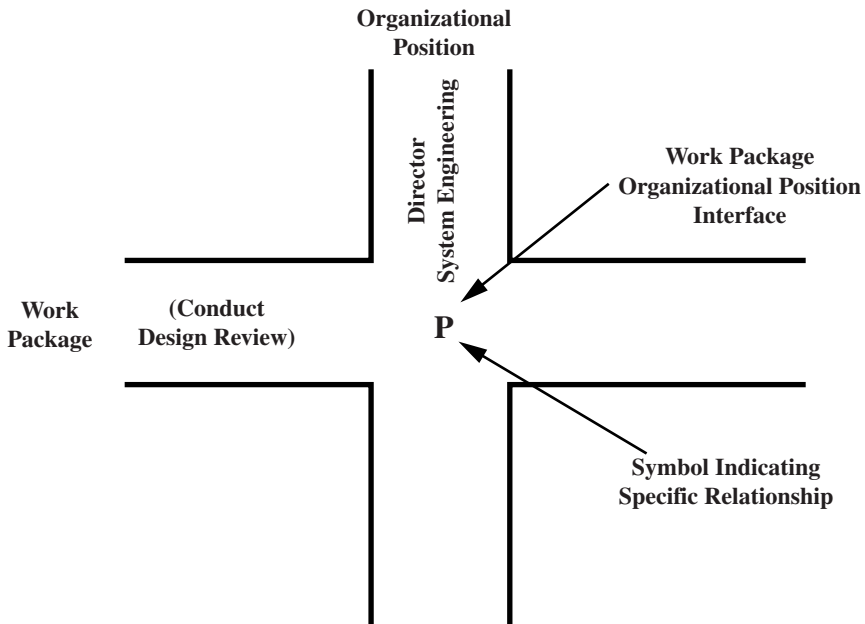 Organizational
Position
Director
System Engineering
Work Package
Organizational Position
Interface
Work
Package
(Conduct
Design Review)
P
Symbol Indicating
Specific Relationship